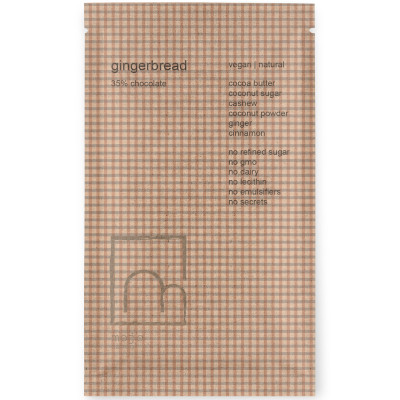 gingerbread
35% chocolate
vegan | natural
cocoa butter
coconut sugar
cashew
coconut powder
ginger
cinnamon
no refined sugar
no gmo
no dairy
no lecithin
no emulsifiers
no secrets